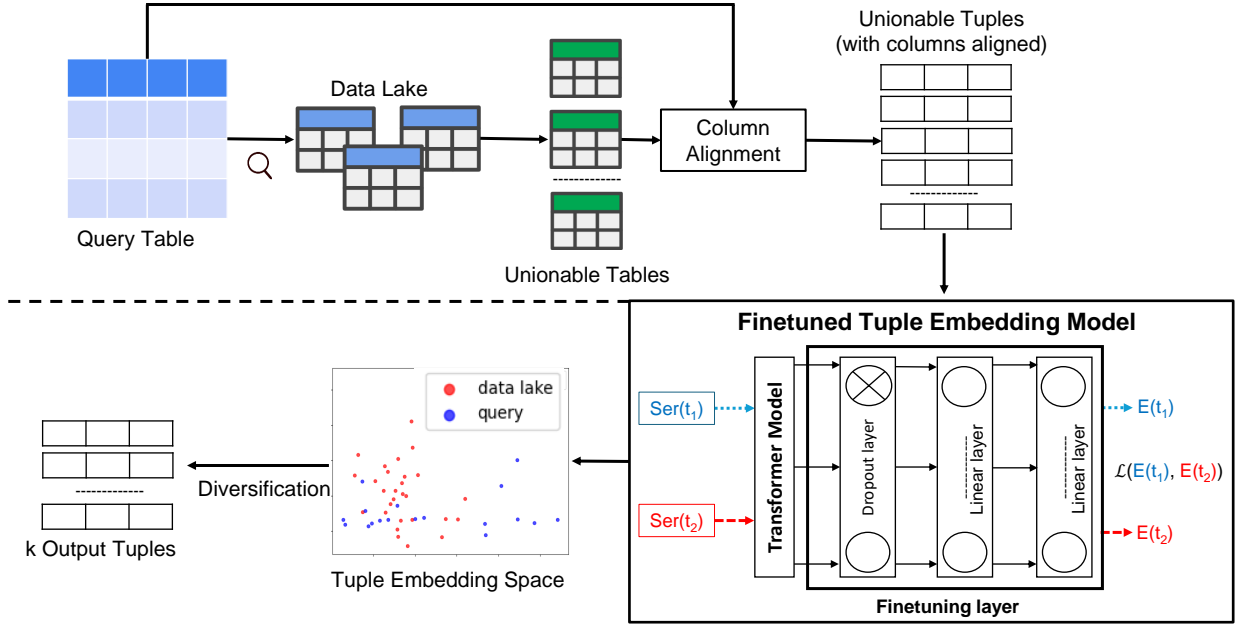 Unionable Tuples
(with columns aligned)
Data Lake
Column
Alignment
Query Table
Unionable Tables
Finetuned Tuple Embedding Model
data lake
query
Ser(t1)
Ser(t2)
Transformer Model
Dropout layer
Linear layer
Linear layer
E(t1)
ℒ(E(t1), E(t2))
E(t2)
Finetuning layer
Diversification
k Output Tuples
Tuple Embedding Space